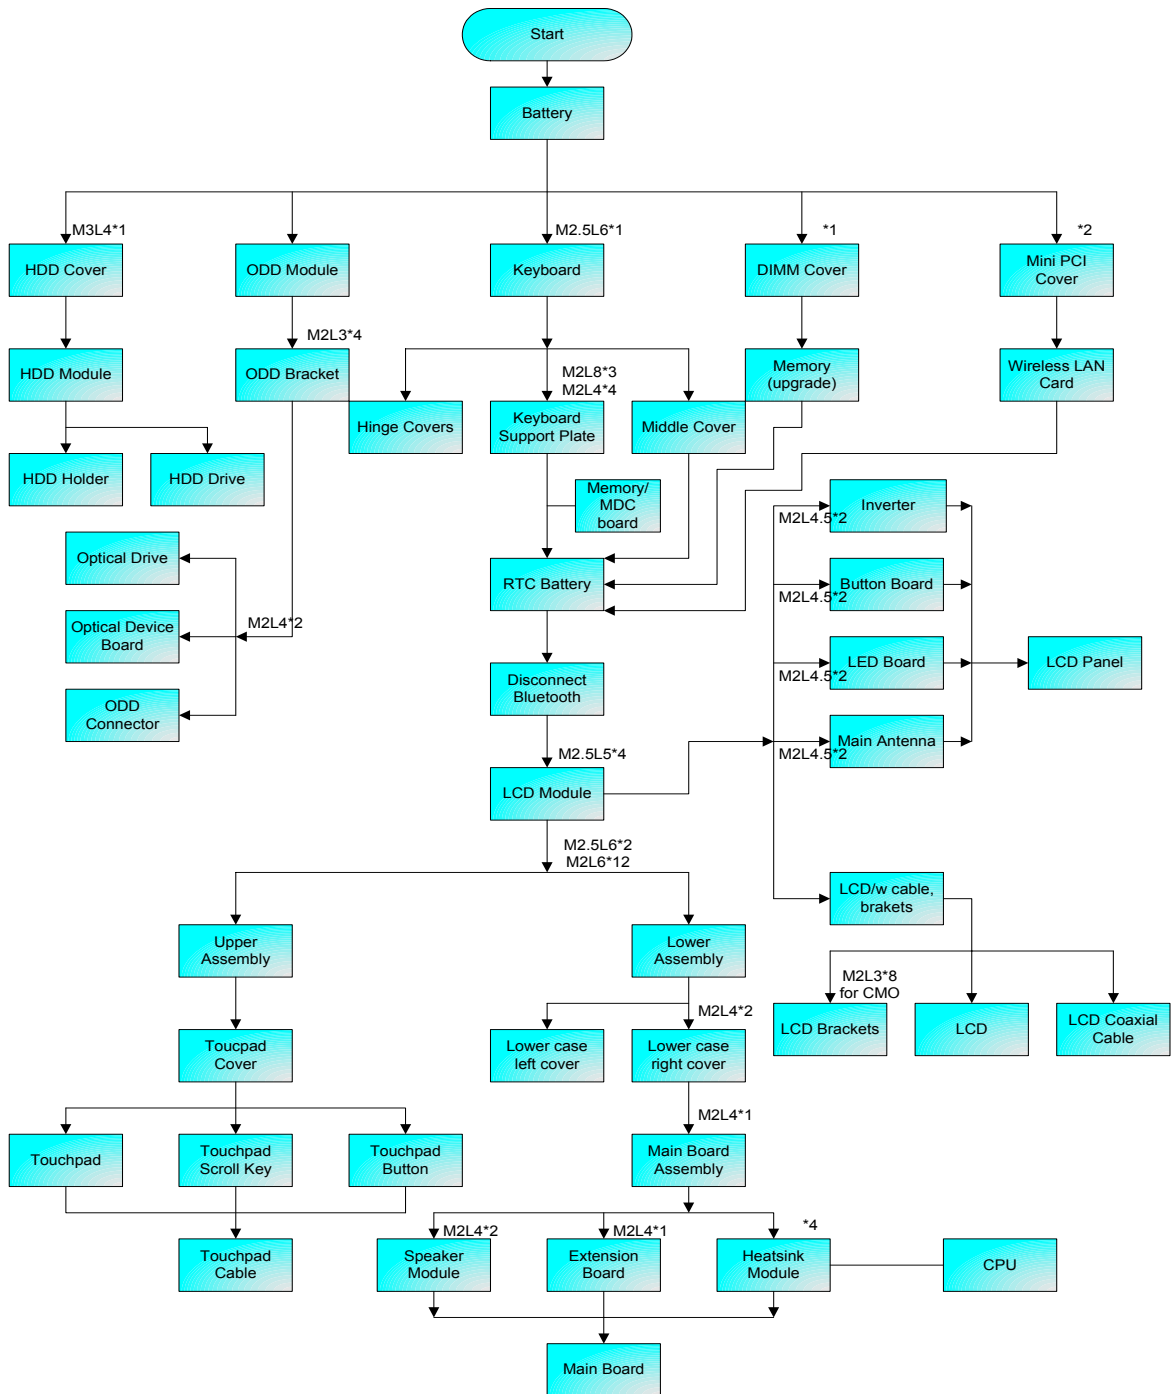 Start
Battery
M3L4*1
M2.5L6*1
*1
*2
HDD Cover
ODD Module
Keyboard
DIMM Cover
Mini PCI
Cover
M2L3*4
HDD Module
ODD Bracket
M2L8*3
M2L4*4
Memory
(upgrade)
Wireless LAN
Card
Hinge Covers
Keyboard
Support Plate
Middle Cover
HDD Holder
HDD Drive
Memory/
MDC
board
Inverter
M2L4.5*2
Optical Drive
RTC Battery
Button Board
M2L4.5*2
Optical Device
Board
M2L4*2
LED Board
M2L4.5*2
LCD Panel
Disconnect
Bluetooth
ODD
Connector
Main Antenna
M2L4.5*2
M2.5L5*4
LCD Module
M2.5L6*2
M2L6*12
LCD/w cable,
brakets
Upper
Assembly
Lower
Assembly
M2L3*8
for CMO
LCD Brackets
LCD
LCD Coaxial
Cable
M2L4*2
Toucpad
Cover
Lower case
left cover
Lower case
right cover
M2L4*1
Touchpad
Touchpad
Scroll Key
Touchpad
Button
Main Board
Assembly
M2L4*2
M2L4*1
*4
Touchpad
Cable
Speaker
Module
Extension
Board
Heatsink
Module
CPU
Main Board